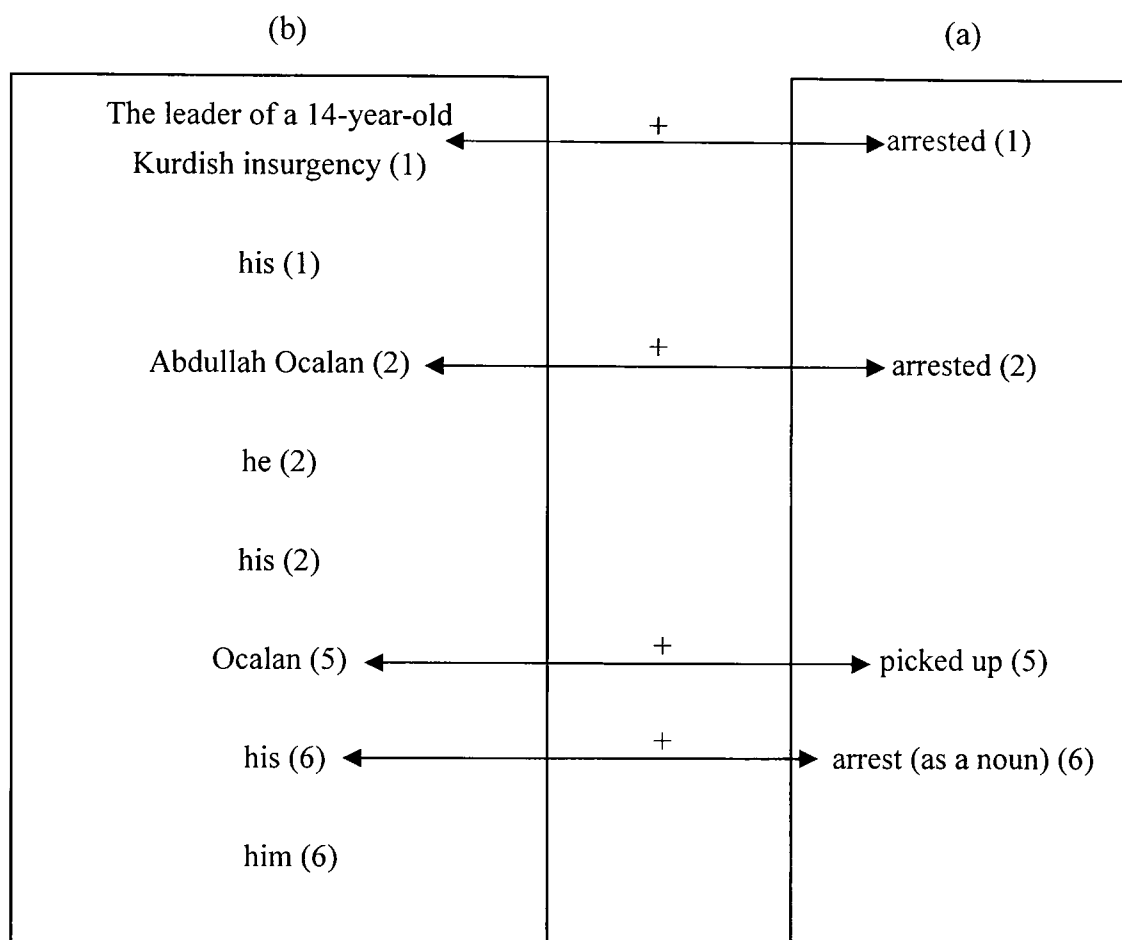 (b) (a)
The leader of a 14-year-old
+
arrested (1)
Kurdish insurgency (1)
his (1)
+
Abdullah Ocalan (2) arrested (2)
he (2)
his (2)
+
Ocalan (5) picked up (5)
+
his (6) arrest (as a noun) (6)
him (6)